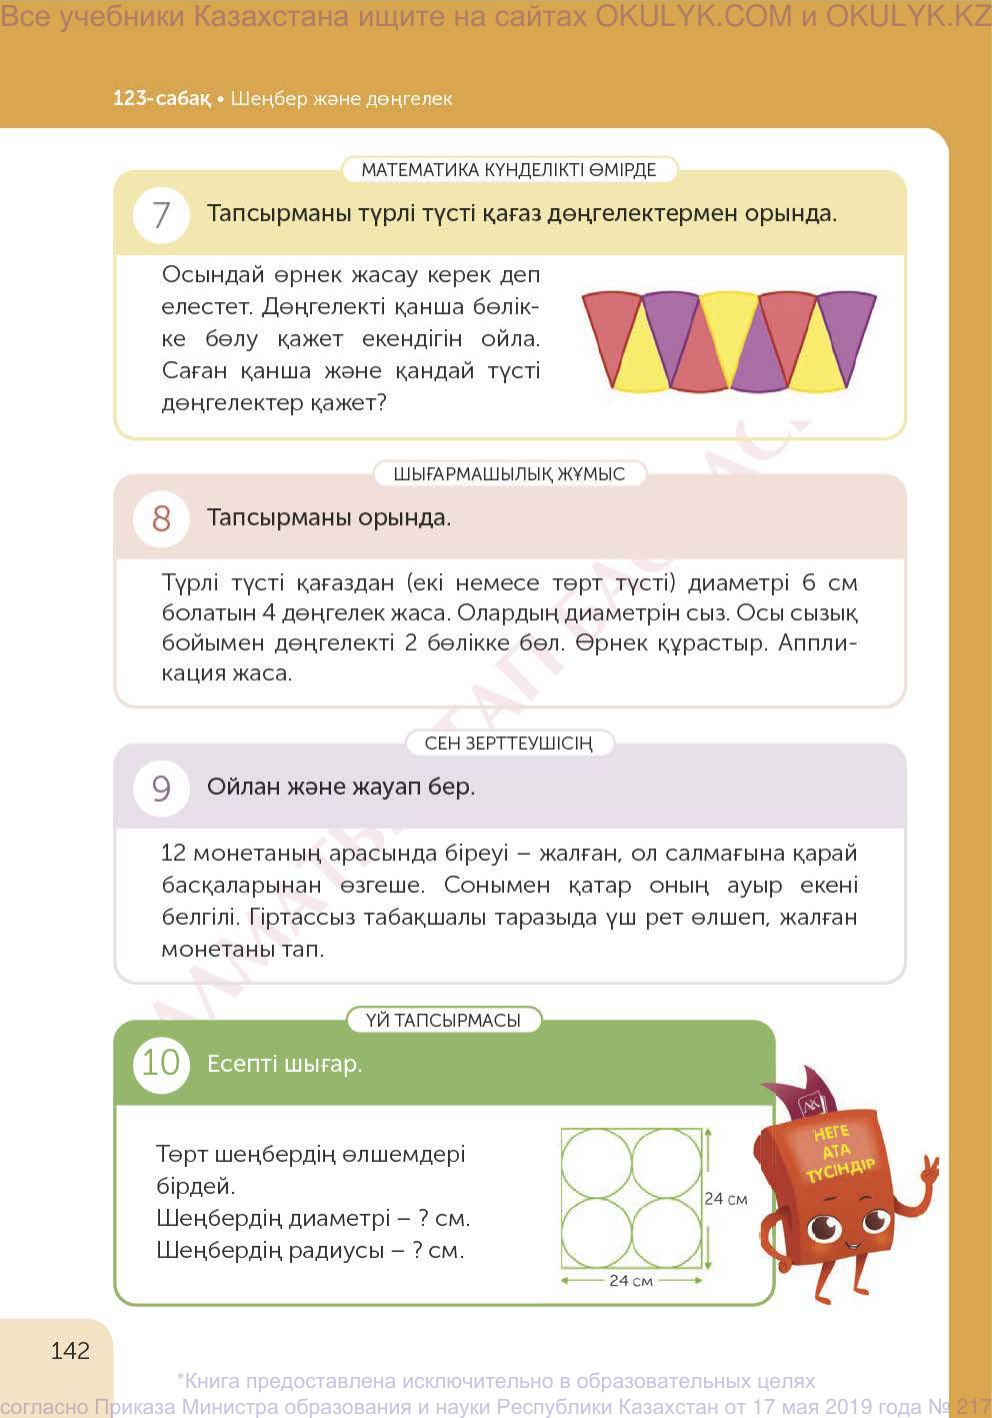 Все учебники Казахстана ищите на сайтах OKULYK.COM и OKULYK.KZ
123-сабақ • Шеңбер және дөңгелек
МАТЕМАТИКА КҮНДЕЛІКТІ ӨМІРДЕ
7 Тапсырманы түрлі түсті қағаз дөңгелектермен орында.
Осындай өрнек жасау керек деп
елестет. Дөңгелекті қанша бөлік-
ке бөлу қажет екендігін ойла.
Саған қанша және қандай түсті
дөңгелектер қажет?
ШЫҒАРМАШЫЛЫҚ ЖҰМЫС
8 Тапсырманы орында.
Түрлі түсті қағаздан (екі немесе төрт түсті) диаметрі 6 см
болатын 4 дөңгелек жаса. Олардың диаметрін сыз. Осы сызық
бойымен дөңгелекті 2 бөлікке бөл. Өрнек құрастыр. Аппли-
кация жаса.
СЕН ЗЕРТТЕУШІСІҢ
9 Ойлан және жауап бер.
12 монетаның арасында біреуі – жалған, ол салмағына қарай
басқаларынан өзгеше. Сонымен қатар оның ауыр екені
белгілі. Гіртассыз табақшалы таразыда үш рет өлшеп, жалған
монетаны тап.
ҮЙ ТАПСЫРМАСЫ
10 Есепті шығар.
Төрт шеңбердің өлшемдері
бірдей.
Шеңбердің диаметрі – ? см.
Шеңбердің радиусы – ? см.
24 см
24 см
АК
НЕГЕ
АТА
ТҮСІНДІР
142
*Книга предоставлена исключительно в образовательных целях
согласно Приказа Министра образования и науки Республики Казахстан от 17 мая 2019 года № 217